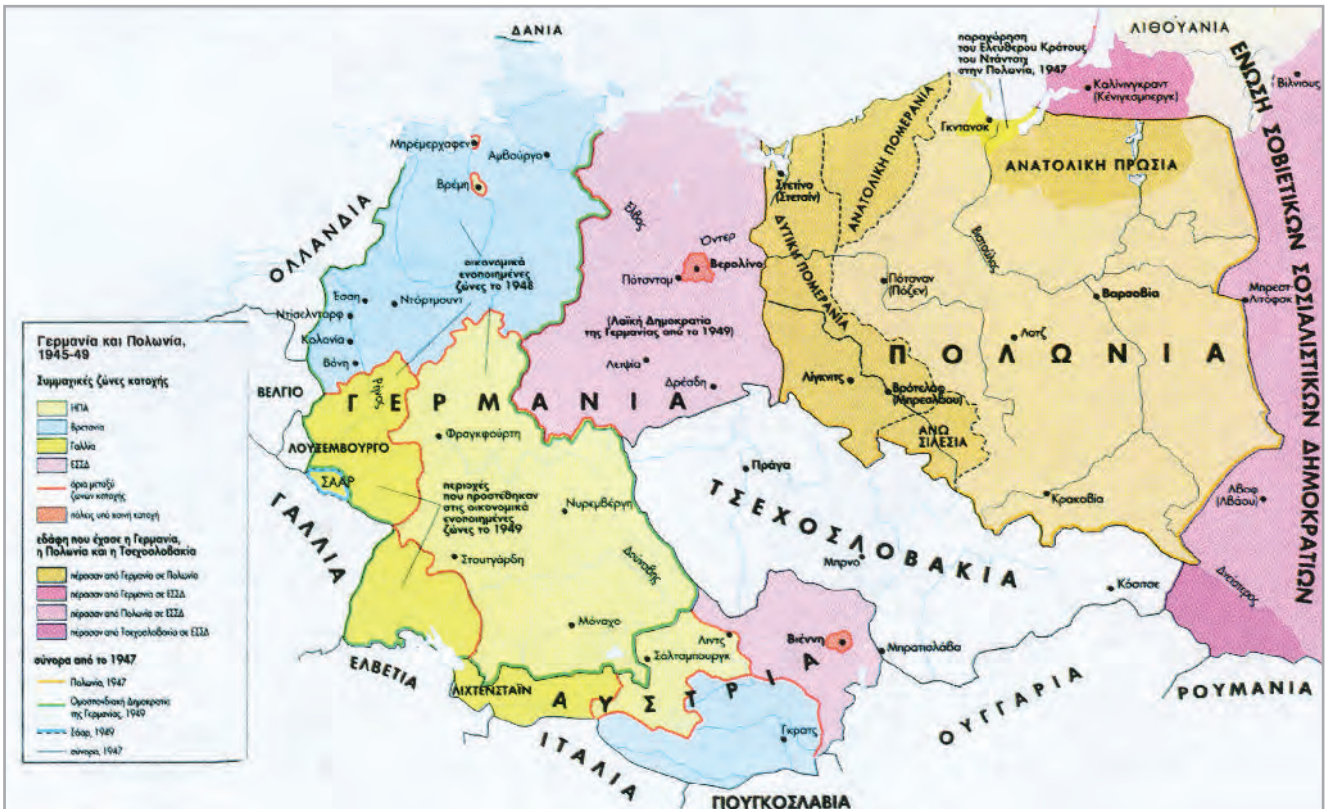 ΔΑΝΙΑ
ΛΙΘΟΥΑΝΙΑ
ΕΝΩΣΗ ΣΟΒΙΕΤΙΚΩΝ ΣΟΣΙΑΛΙΣΤΙΚΩΝ ΔΗΜΟΚΡΑΤΙΩΝ
παραχώρηση
του Ελεύθερου Κράτους
του Ντάντσιχ
στην Πολωνία, 1947
Καλίνινγκραντ
(Κένιγκσμπεργκ)
Βίλνιους
Γκντανσκ
ΑΝΑΤΟΛΙΚΗ ΠΡΩΣΙΑ
Μπρέμερχαφεν
Αμβούργο
Βρέμη
ΟΛΛΑΝΔΙΑ
Έλβας
Στετίνο
(Στετσίν)
ΑΝΑΤΟΛΙΚΗ ΠΟΜΕΡΑΝΙΑ
ΔΥΤΙΚΗ ΠΟΜΕΡΑΝΙΑ
Όντερ
Βερολίνο
Πότσνταμ
Βιστούλας
Πότσναν
(Πόζεν)
Βαρσοβία
Μπρεστ
Λιτόφσκ
οικονομικά
ενοποιημένες
ζώνες το 1948
Έσση
Ντόρτμουντ
Ντίσελντορφ
Κολωνία
Βόνη
(Λαϊκή Δημοκρατία
της Γερμανίας από το 1949)
Λειψία
Δρέσδη
Λοτζ
ΠΟΛΩΝΙΑ
Λίγκνιτς
Βρότσλαφ
(Μπρεσλάου)
ΑΝΩ
ΣΙΛΕΣΙΑ
ΒΕΛΓΙΟ
Ρήνος
ΓΕΡΜΑΝΙΑ
ΛΟΥΞΕΜΒΟΥΡΓΟ
Φραγκφούρτη
ΣΑΑΡ
ΓΑΛΛΙΑ
περιοχές
που προστέθηκαν
στις οικονομικά
ενοποιημένες
ζώνες το 1949
Νυρεμβέργη
Πράγα
ΤΣΕΧΟΣΛΟΒΑΚΙΑ
Κρακοβία
Λβοφ
(Λβάου)
Στουτγάρδη
Δούναβης
Μπρνο
Κόσιτσε
Δνείστερος
Μόναχο
Λιντς
Σάλτσμπουργκ
Βιέννη
Μπρατισλάβα
ΕΛΒΕΤΙΑ
ΛΙΧΤΕΝΣΤΑΪΝ
ΑΥΣΤΡΙΑ
Γκρατς
ΟΥΓΓΑΡΙΑ
ΡΟΥΜΑΝΙΑ
ΙΤΑΛΙΑ
ΓΙΟΥΓΚΟΣΛΑΒΙΑ
Γερμανία και Πολωνία,
1945-49
Συμμαχικές ζώνες κατοχής
ΗΠΑ
Βρετανία
Γαλλία
ΕΣΣΔ
όρια μεταξύ
ζωνών κατοχής
πόλεις υπό κοινή κατοχή
εδάφη που έχασε η Γερμανία,
η Πολωνία και η Τσεχοσλοβακία
πέρασαν από Γερμανία σε Πολωνία
πέρασαν από Γερμανία σε ΕΣΣΔ
πέρασαν από Πολωνία σε ΕΣΣΔ
πέρασαν από Τσεχοσλοβακία σε ΕΣΣΔ
σύνορα από το 1947
Πολωνία, 1947
Ομοσπονδιακή Δημοκρατία
της Γερμανίας, 1949
Σάαρ, 1949
σύνορα, 1947